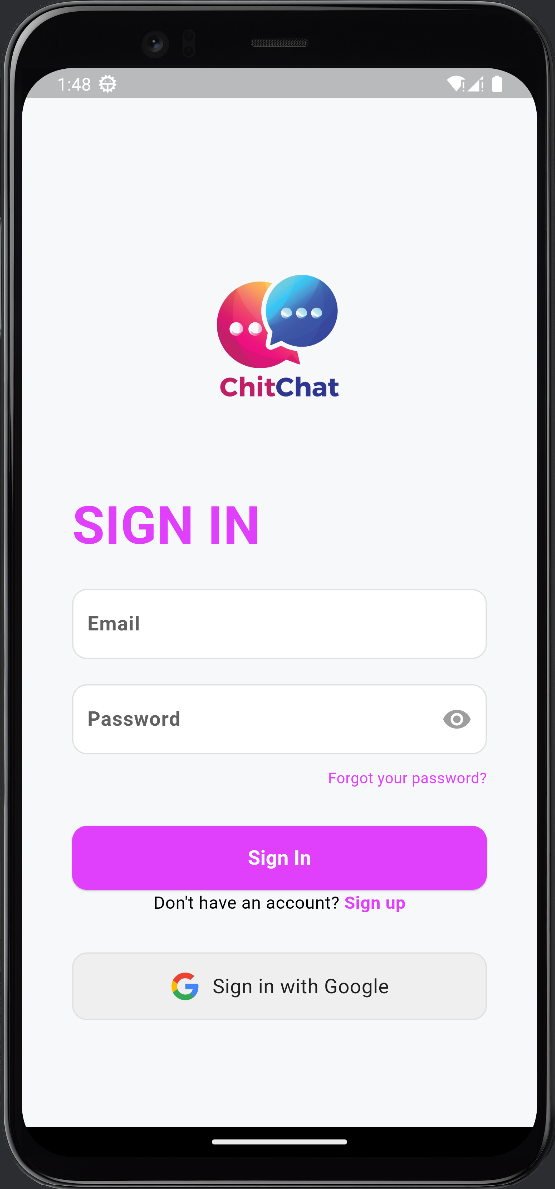 1:48
ChitChat
SIGN IN
Email
Password
Forgot your password?
Sign In
Don't have an account? Sign up
Sign in with Google